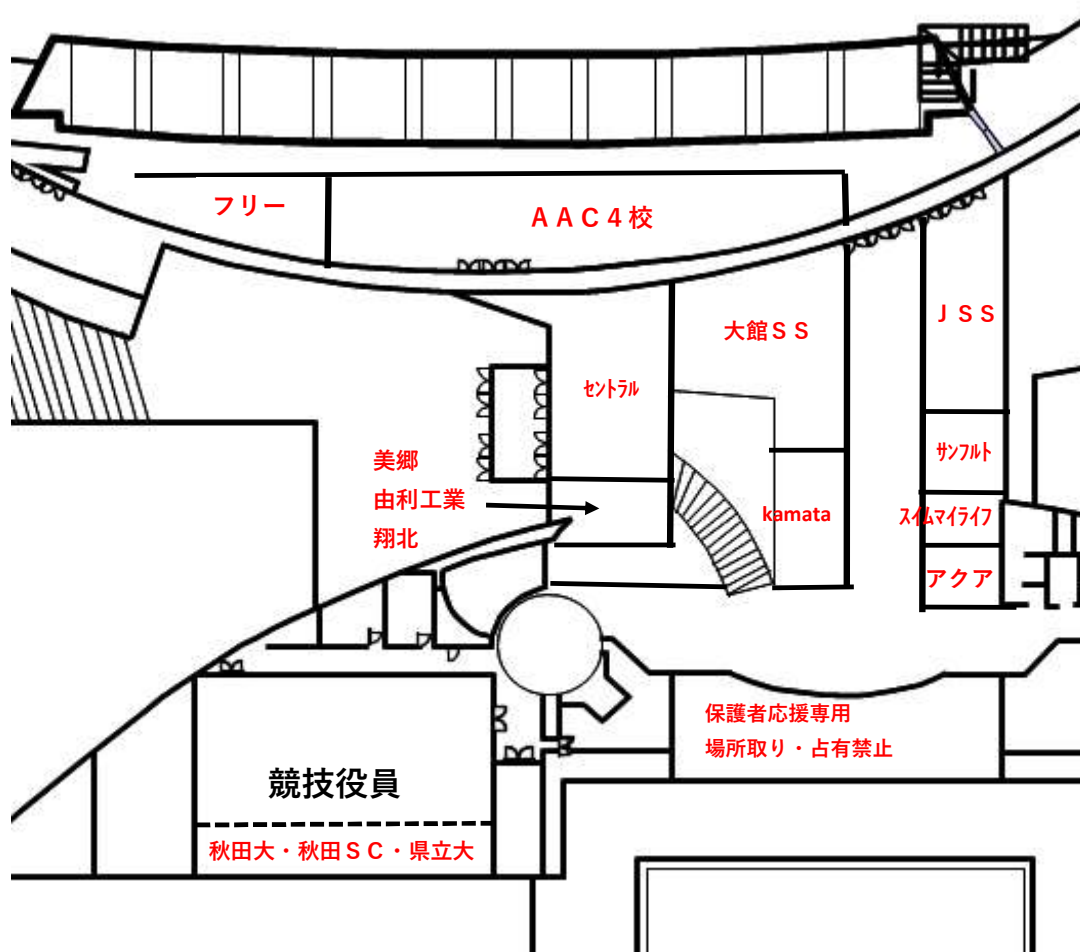 フリー
ＡＡＣ４校
大館ＳＳ
ＪＳＳ
ｾﾝﾄﾗﾙ
ｻﾝﾌﾙﾄ
美郷
由利工業
翔北
kamata
ｽｲﾑﾏｲﾗｲﾌ
アクア
保護者応援専用
場所取り・占有禁止
競技役員
秋田大・秋田ＳＣ・県立大